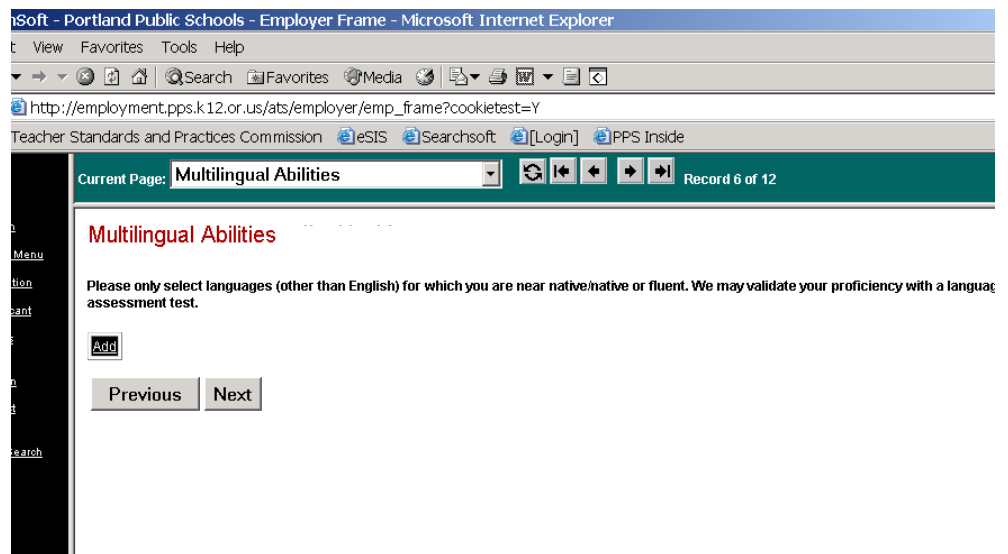 nSoft - Portland Public Schools - Employer Frame - Microsoft Internet Explorer
t View Favorites Tools Help
Search Favorites Media
http://employment.pps.k12.or.us/ats/employer/emp_frame?cookietest=Y
Teacher Standards and Practices Commission eSIS Searchsoft [Login] PPS Inside
Current Page: Multilingual Abilities Record 6 of 12
Multilingual Abilities
Menu
tion
Please only select languages (other than English) for which you are near native/native or fluent. We may validate your proficiency with a languag
assessment test.
cant
Add
Previous Next
t
Search